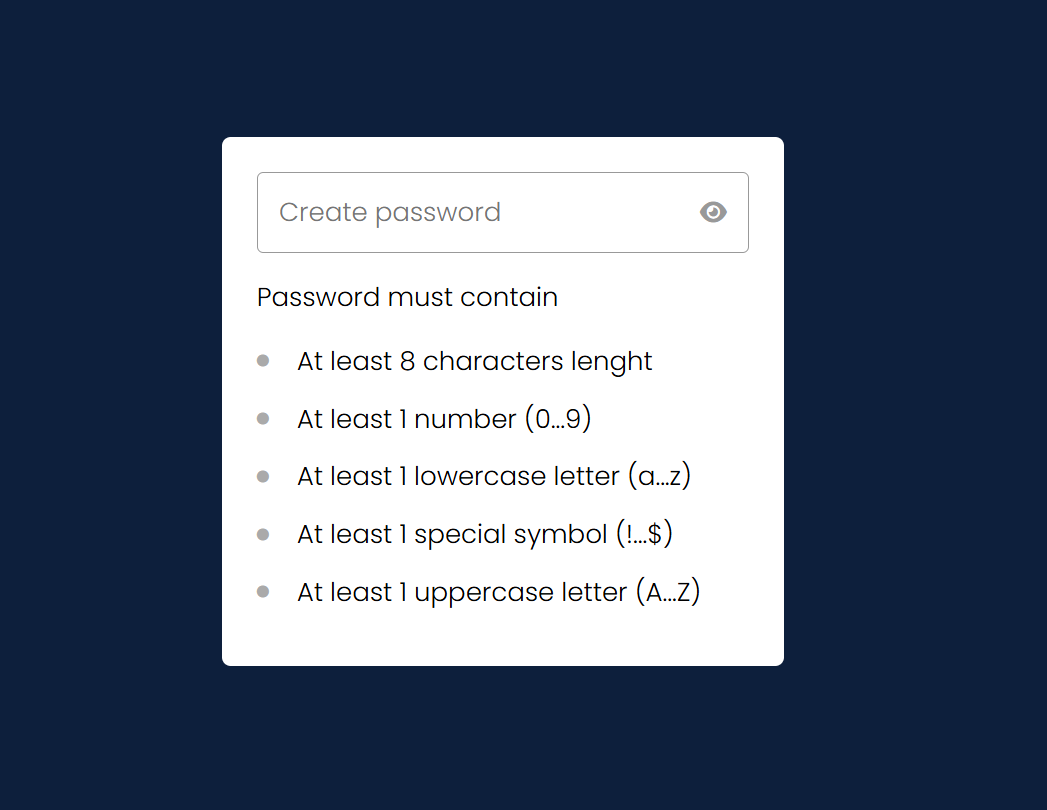 Create password
Password must contain
At least 8 characters lenght
At least 1 number (0...9)
At least 1 lowercase letter (a...z)
At least 1 special symbol (!...$)
At least 1 uppercase letter (A...Z)